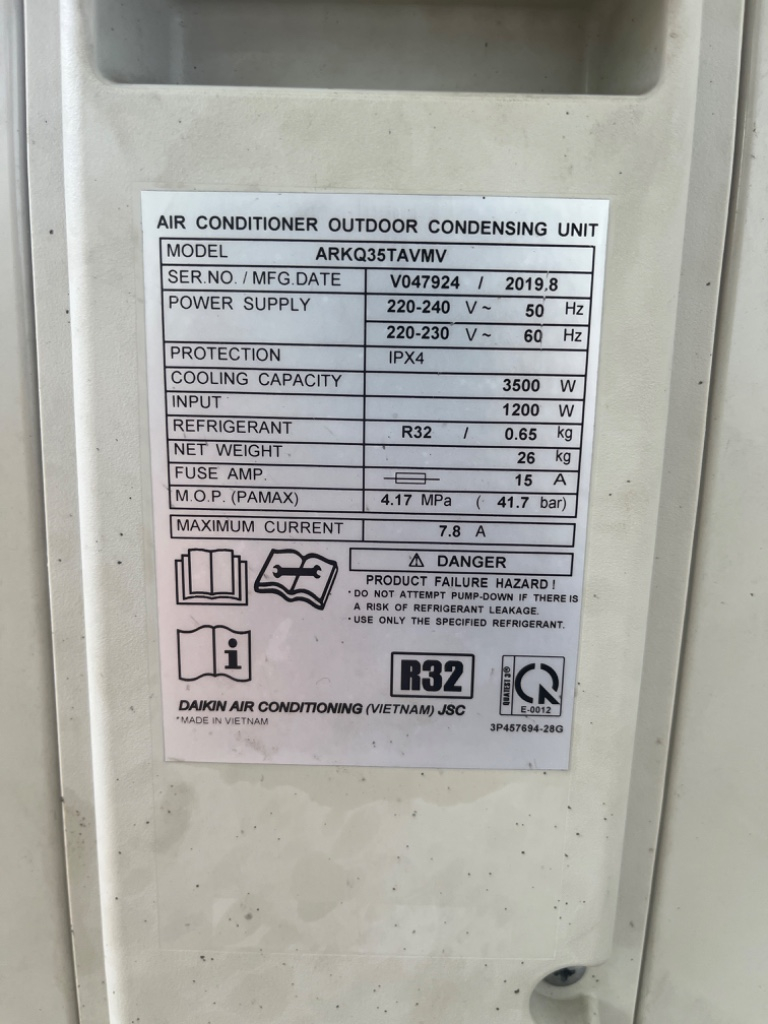 AIR CONDITIONER OUTDOOR CONDENSING UNIT
MODEL ARKQ35TAVMV
SER.NO. / MFG.DATE V047924 / 2019.8
POWER SUPPLY 220-240 V ~ 50 Hz
220-230 V ~ 60 Hz
PROTECTION IPX4
COOLING CAPACITY 3500 W
INPUT 1200 W
REFRIGERANT R32 / 0.65 kg
NET WEIGHT 26 kg
FUSE AMP. 15 A
M.O.P. (PAMAX) 4.17 MPa ( 41.7 bar)
MAXIMUM CURRENT 7.8 A
⚠ DANGER
PRODUCT FAILURE HAZARD !
· DO NOT ATTEMPT PUMP-DOWN IF THERE IS
A RISK OF REFRIGERANT LEAKAGE.
· USE ONLY THE SPECIFIED REFRIGERANT.
i
R32
QUATEST 3®
CR
E-0012
DAIKIN AIR CONDITIONING (VIETNAM) JSC
*MADE IN VIETNAM
3P457694-28G